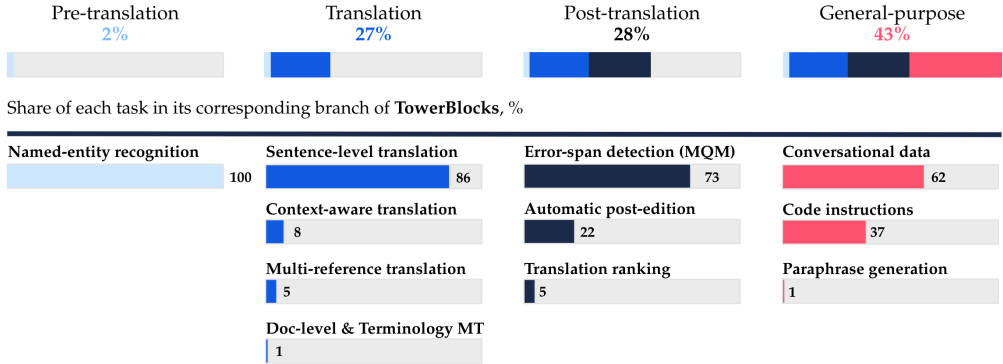 Pre-translation
2%
Translation
27%
Post-translation
28%
General-purpose
43%
Share of each task in its corresponding branch of TowerBlocks, %
Named-entity recognition
100
Sentence-level translation
86
Context-aware translation
8
Multi-reference translation
5
Doc-level & Terminology MT
1
Error-span detection (MQM)
73
Automatic post-edition
22
Translation ranking
5
Conversational data
62
Code instructions
37
Paraphrase generation
1